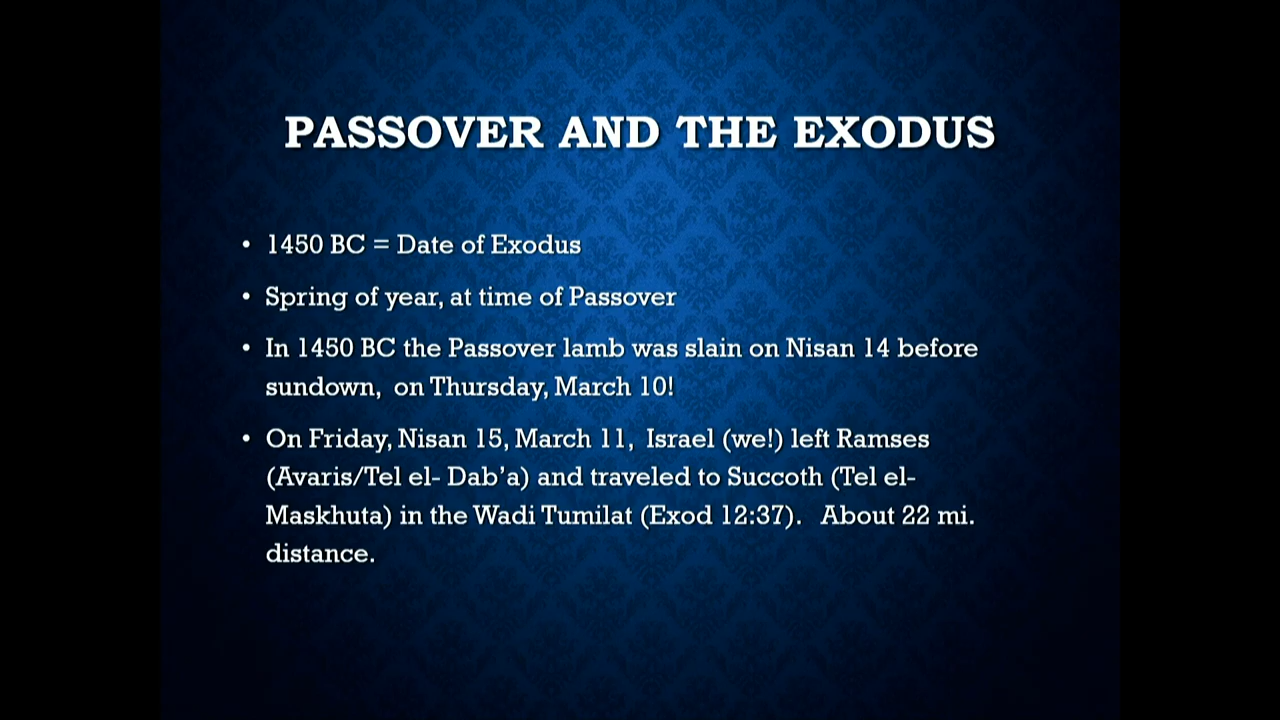 PASSOVER AND THE EXODUS
• 1450 BC = Date of Exodus
• Spring of year, at time of Passover
• In 1450 BC the Passover lamb was slain on Nisan 14 before
sundown, on Thursday, March 10!
• On Friday, Nisan 15, March 11, Israel (we!) left Ramses
(Avaris/Tel el- Dab’a) and traveled to Succoth (Tel el-
Maskhuta) in the Wadi Tumilat (Exod 12:37). About 22 mi.
distance.